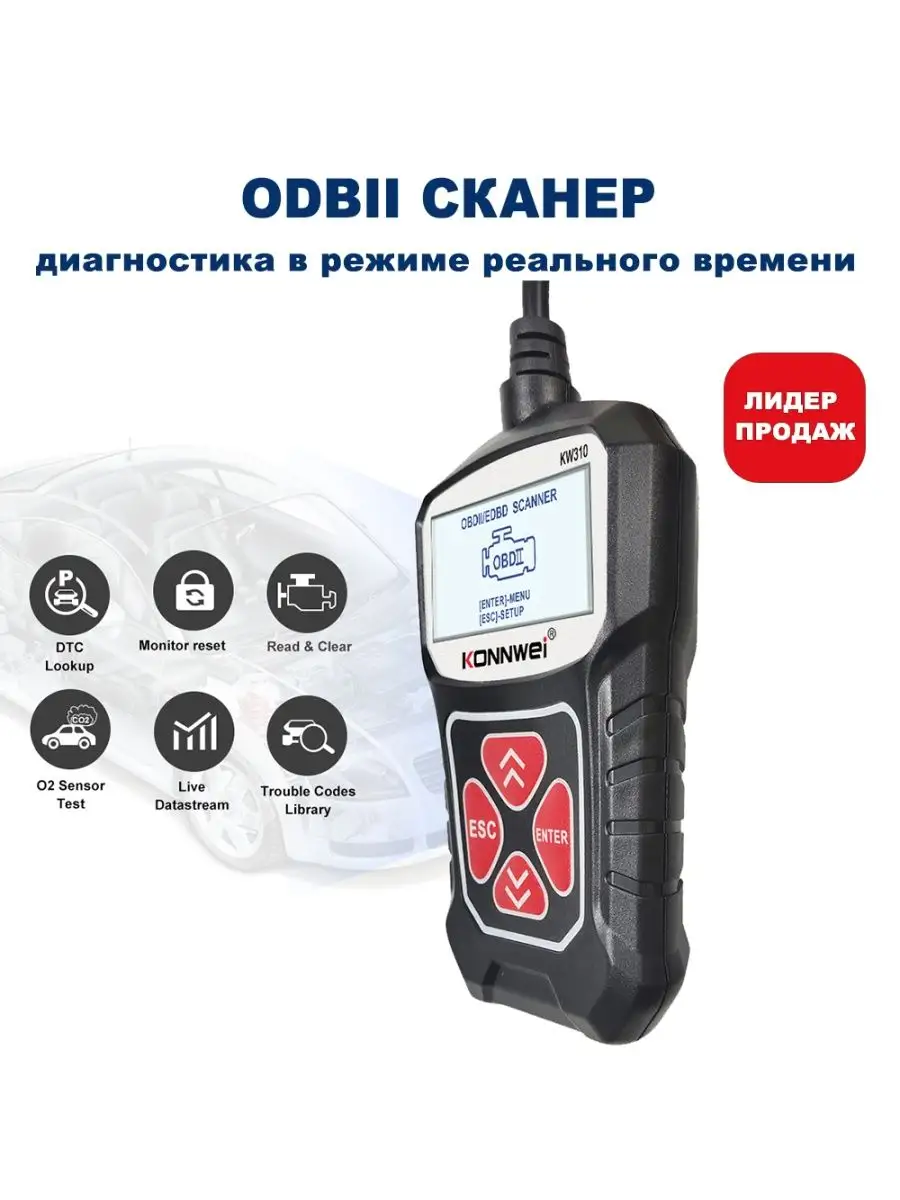 ODBII СКАНЕР
диагностика в режиме реального времени
ЛИДЕР
ПРОДАЖ
KW310
OBDII/EOBD SCANNER
OBDII
[ENTER]-MENU
[ESC]-SETUP
KONNWEI®
ESC
ENTER
P
DTC
Lookup
Monitor reset
Read & Clear
CO2
O2 Sensor
Test
Live
Datastream
Trouble Codes
Library